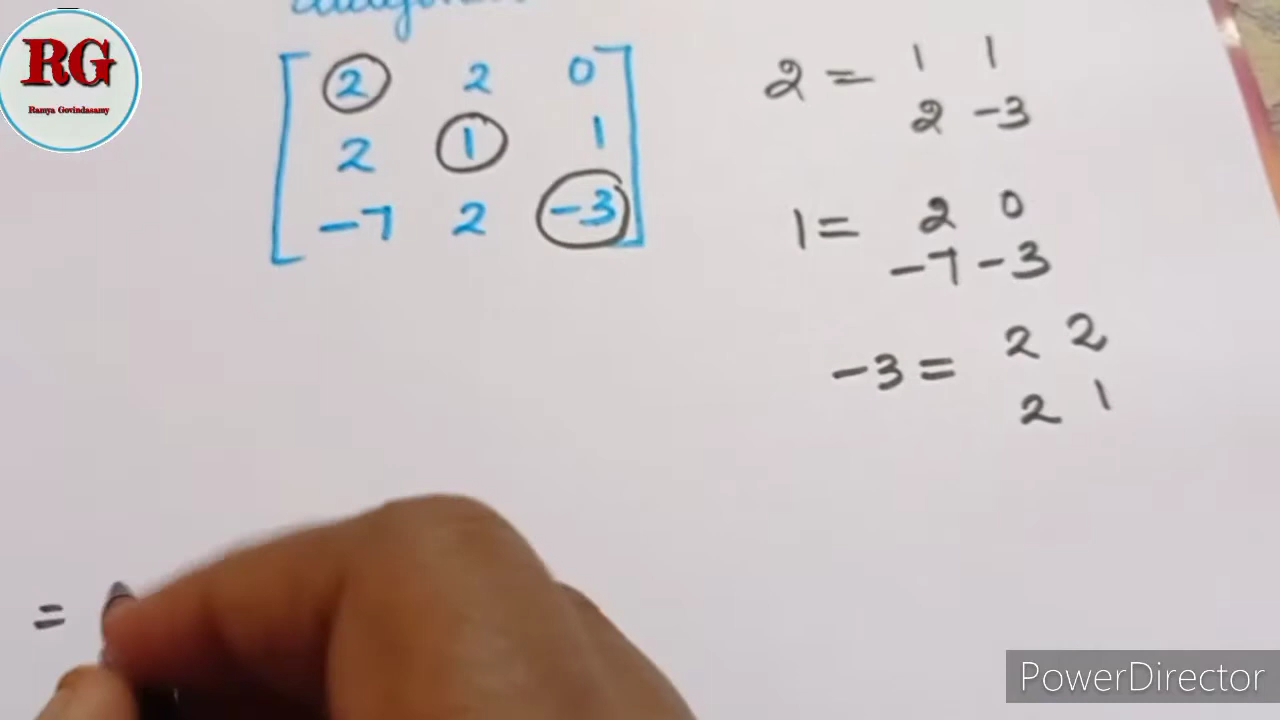 RG
Ramya Govindasamy
2 2 0
2 1 1
-7 2 -3
2 = 1 1
2 -3
1 = 2 0
-7 -3
-3 = 2 2
2 1
=
PowerDirector